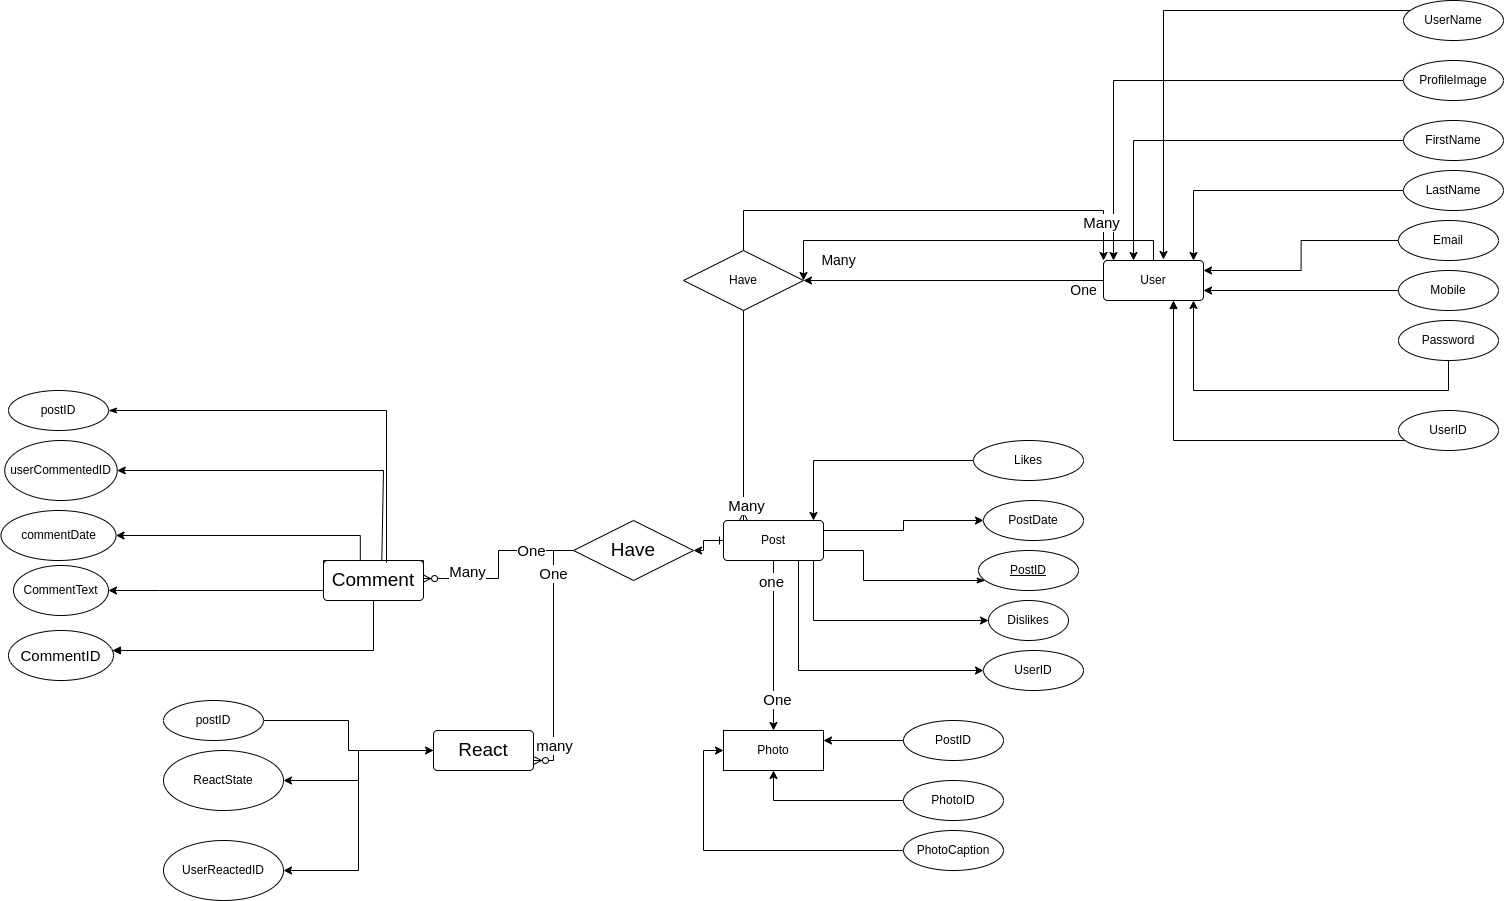 UserName
ProfileImage
FirstName
LastName
Many
Email
Many
Have
User
One
Mobile
Password
postID
UserID
userCommentedID
Likes
Many
commentDate
PostDate
Post
Have
One
Many
One
Comment
one
PostID
CommentText
Dislikes
CommentID
UserID
One
postID
PostID
many
React
Photo
ReactState
PhotoID
PhotoCaption
UserReactedID